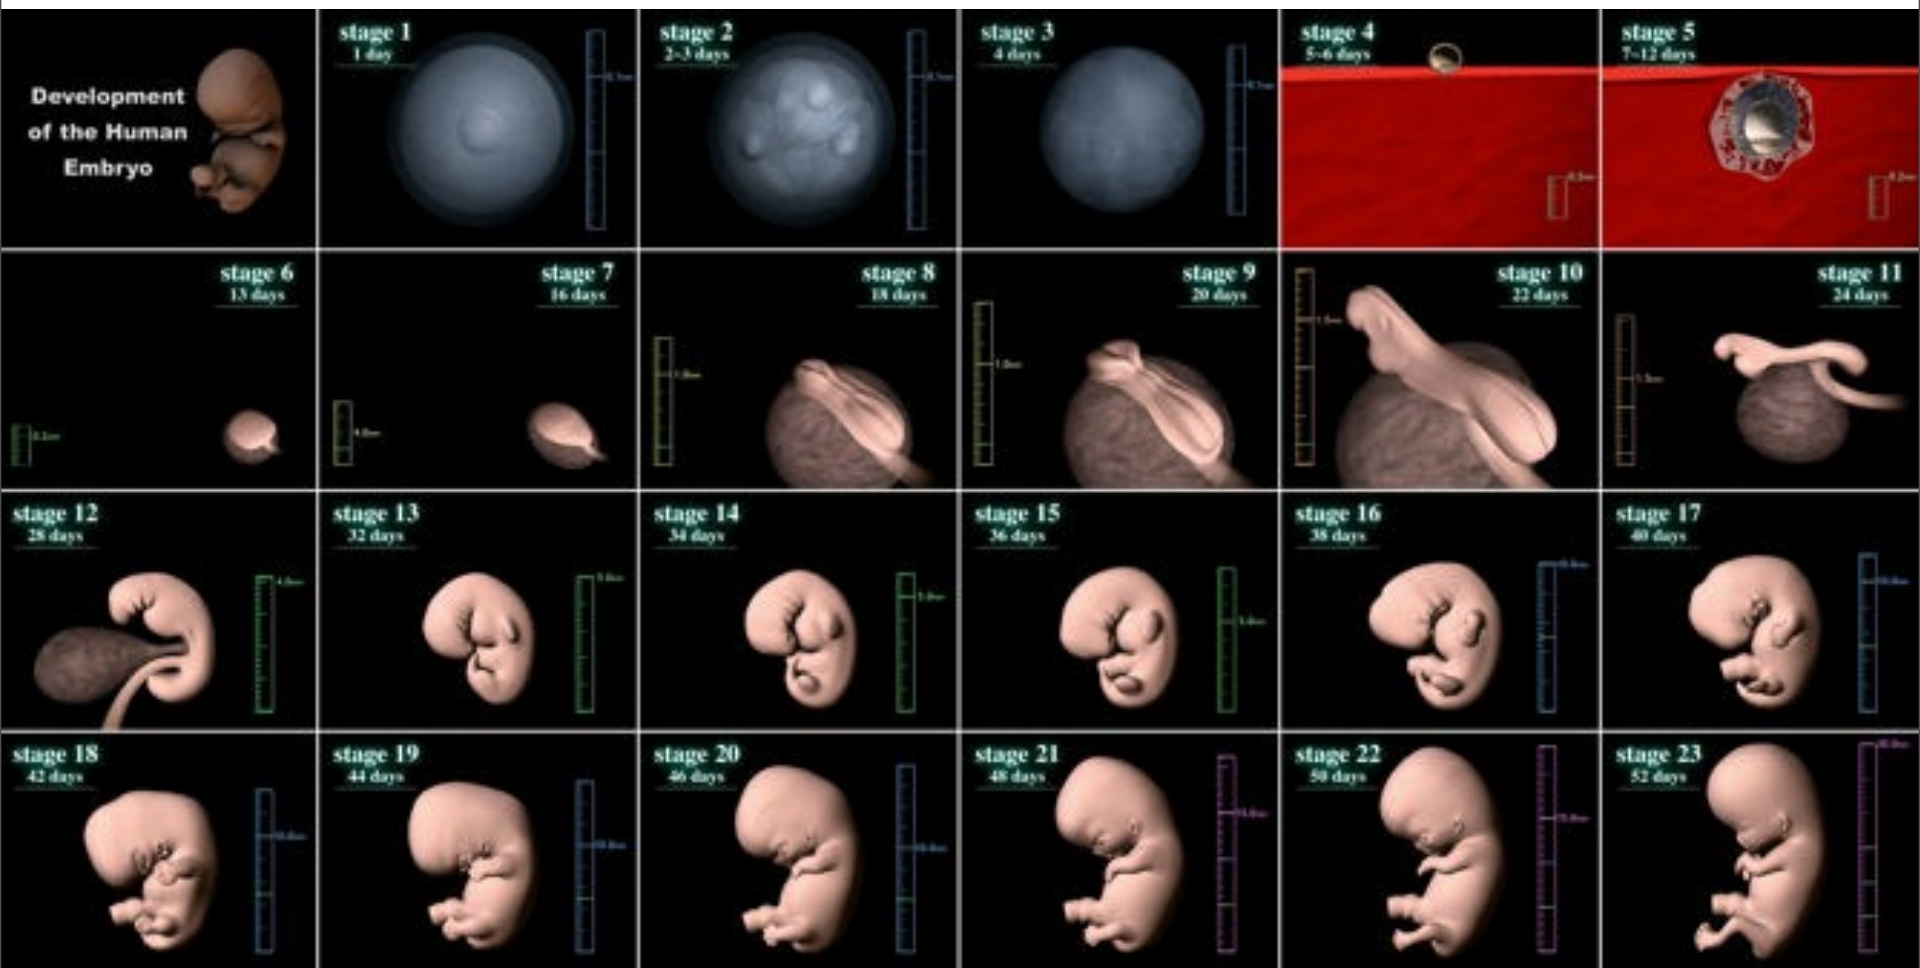 Development
of the Human
Embryo
stage 1
1 day
stage 2
2~3 days
stage 3
4 days
stage 4
5~6 days
stage 5
7~12 days
stage 6
13 days
stage 7
16 days
stage 8
18 days
stage 9
20 days
stage 10
22 days
stage 11
24 days
stage 12
28 days
stage 13
32 days
stage 14
34 days
stage 15
36 days
stage 16
38 days
stage 17
40 days
stage 18
42 days
stage 19
44 days
stage 20
46 days
stage 21
48 days
stage 22
50 days
stage 23
52 days